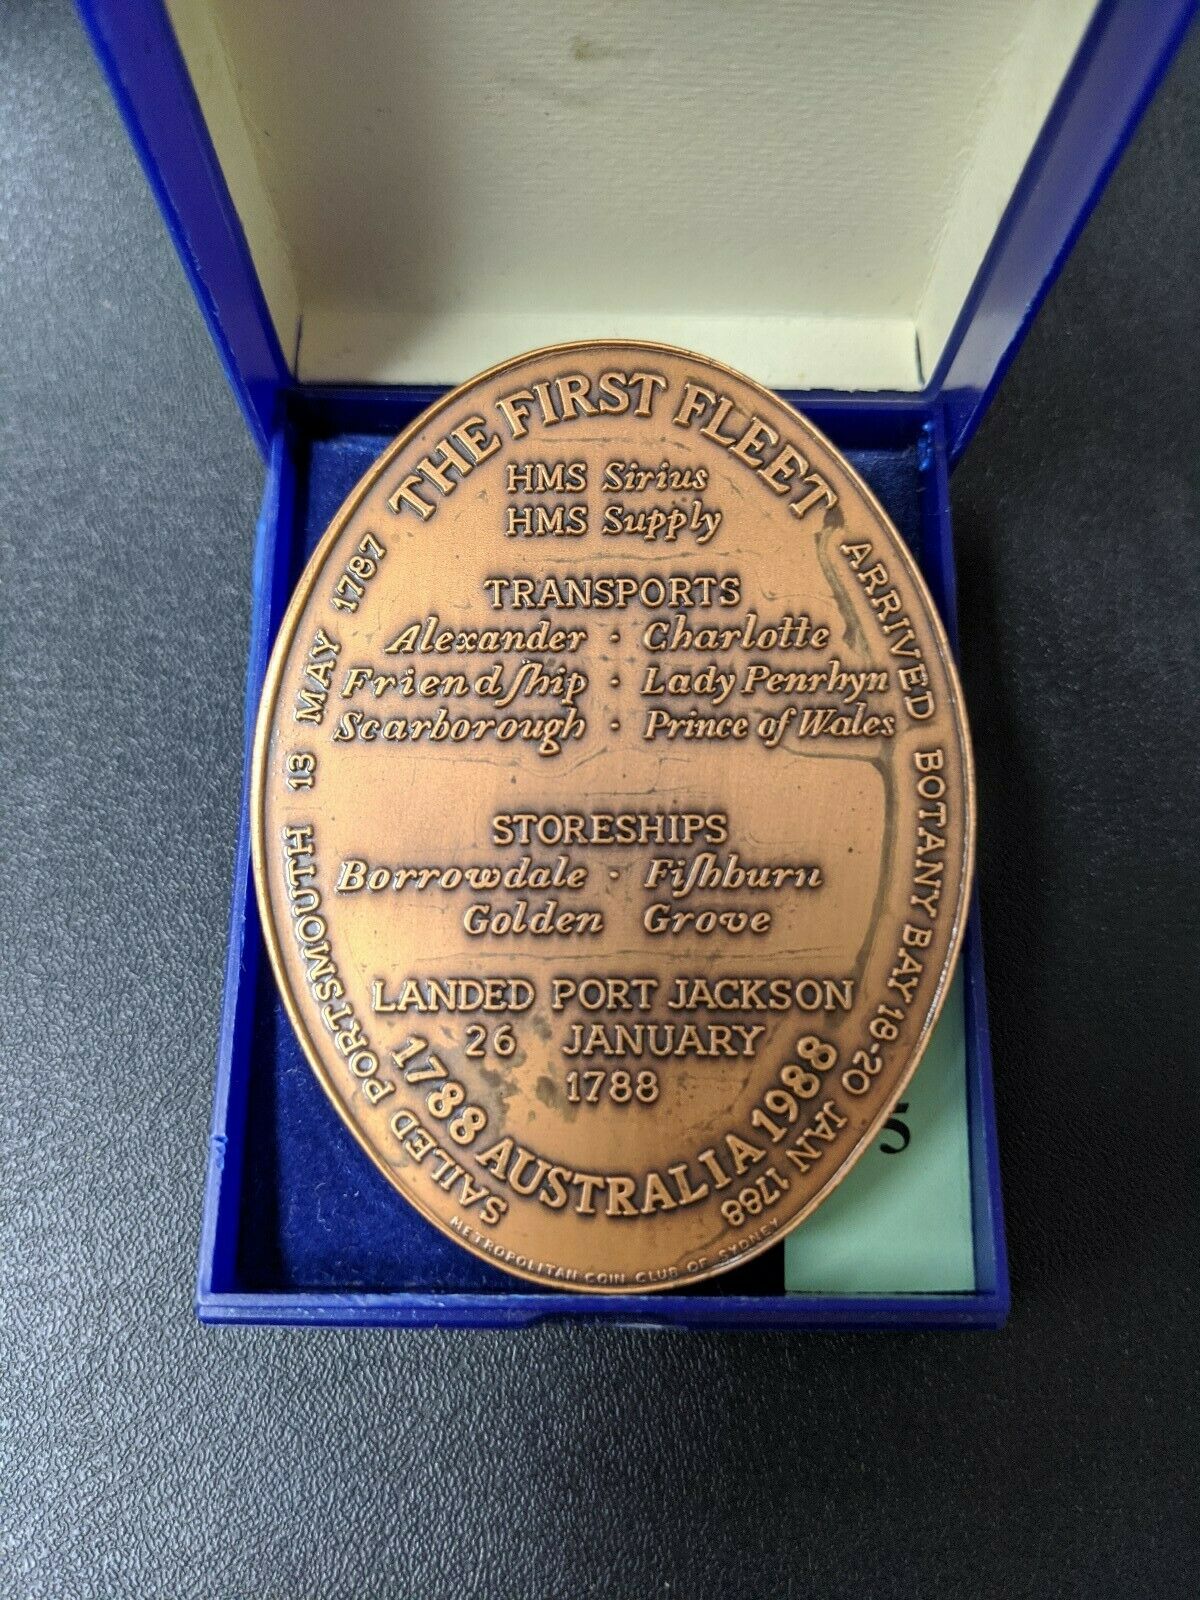 THE FIRST FLEET
HMS Sirius
HMS Supply
TRANSPORTS
Alexander · Charlotte
Friendſhip · Lady Penrhyn
Scarborough · Prince of Wales
STORESHIPS
Borrowdale · Fiſhburn
Golden Grove
LANDED PORT JACKSON
26 JANUARY
1788
1788 AUSTRALIA 1988
SAILED PORTSMOUTH 13 MAY 1787
ARRIVED BOTANY BAY 18-20 JAN 1788
METROPOLITAN COIN CLUB OF SYDNEY
5